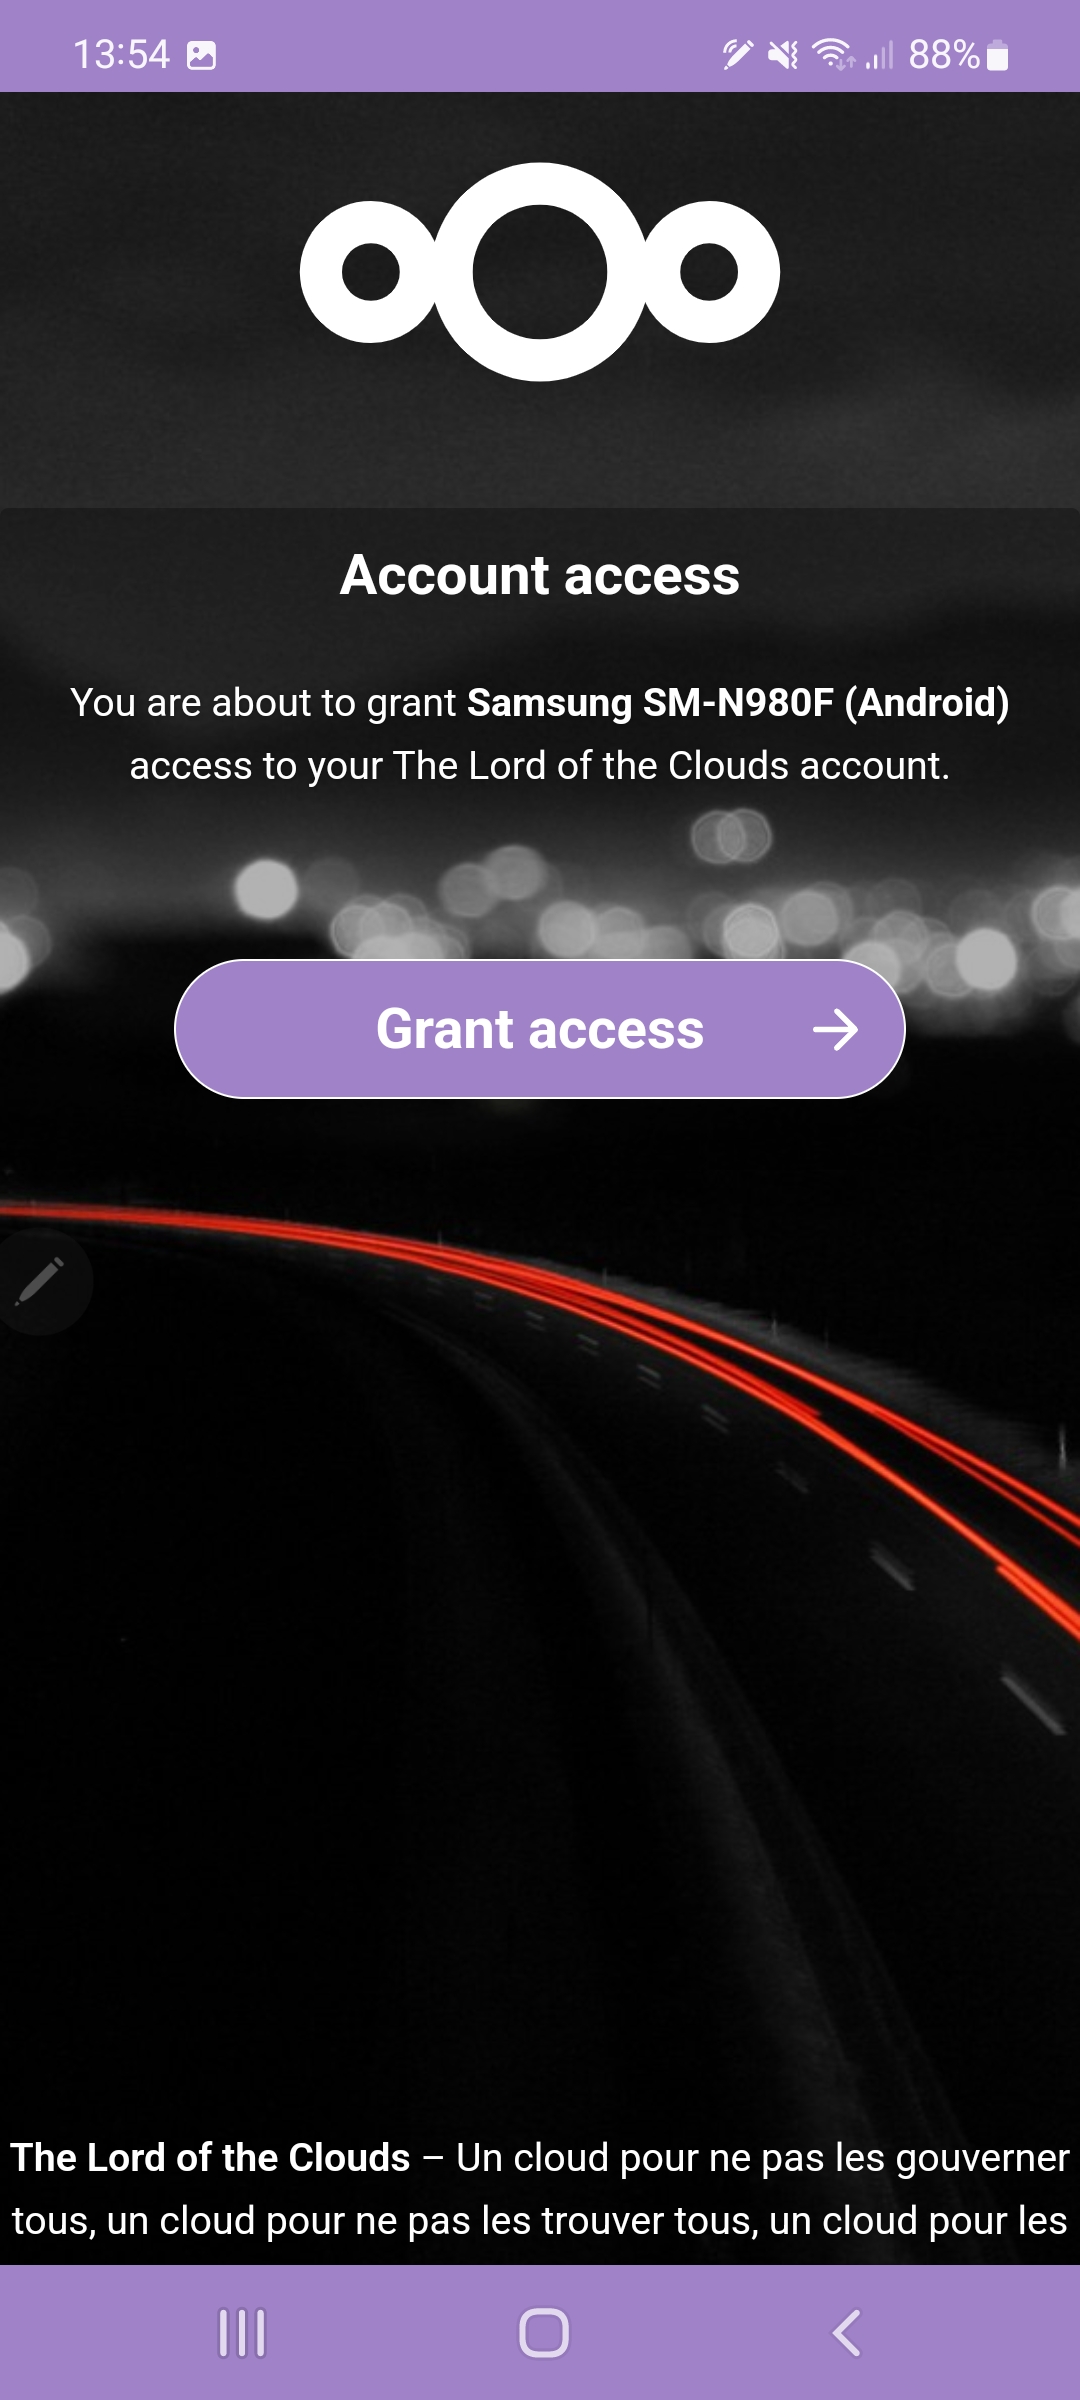 13:54
88%
Account access
You are about to grant Samsung SM-N980F (Android)
access to your The Lord of the Clouds account.
Grant access
The Lord of the Clouds – Un cloud pour ne pas les gouverner
tous, un cloud pour ne pas les trouver tous, un cloud pour les